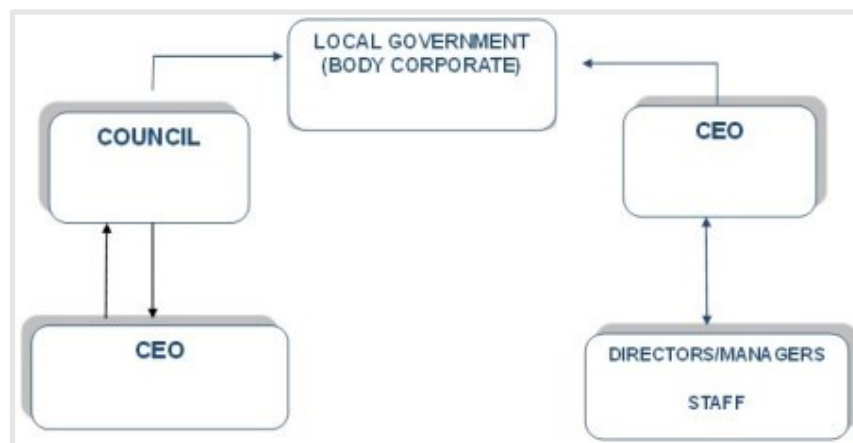 LOCAL GOVERNMENT
(BODY CORPORATE)
COUNCIL
CEO
CEO
DIRECTORS/MANAGERS
STAFF